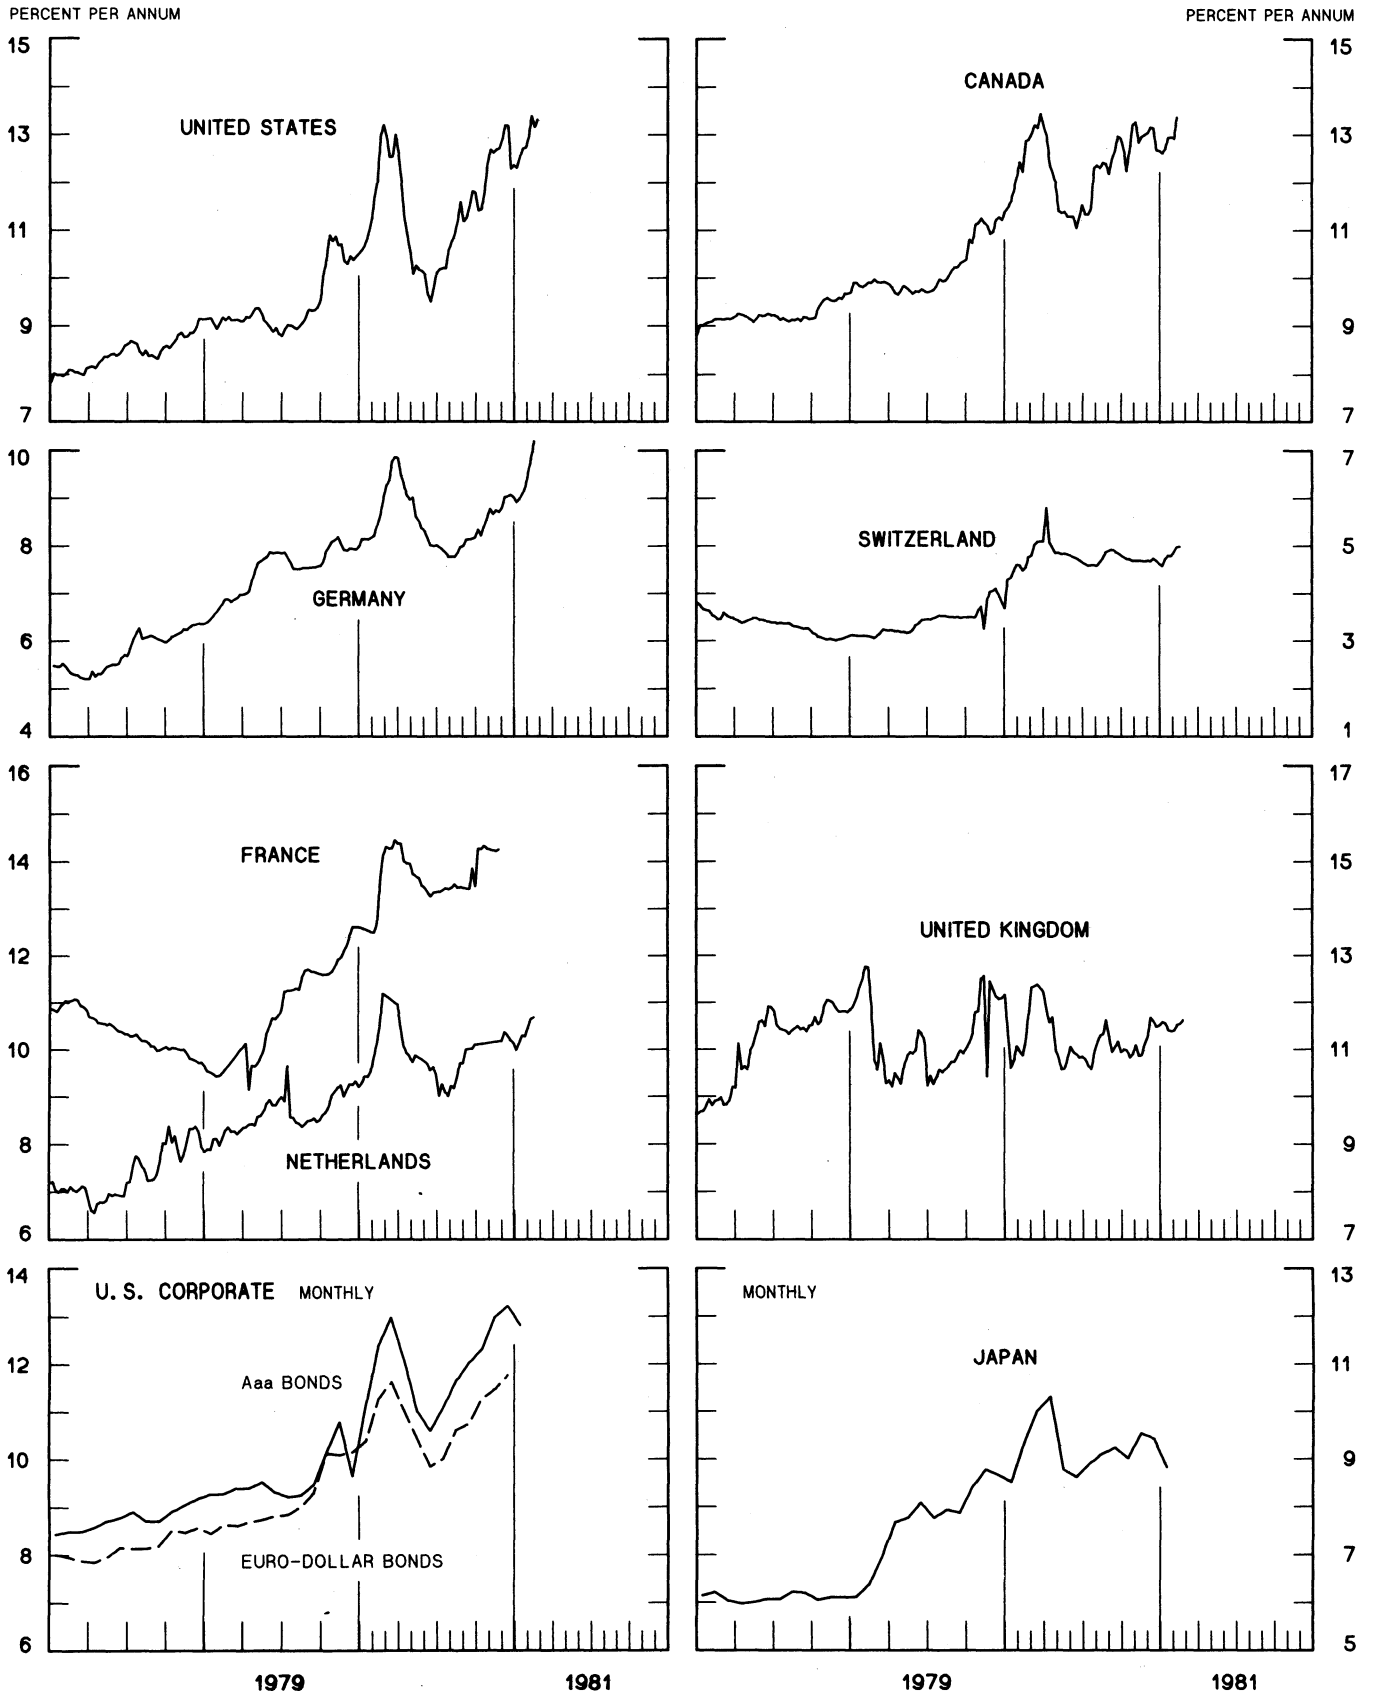 PERCENT PER ANNUM PERCENT PER ANNUM
15
13
11
9
7
UNITED STATES
CANADA
15
13
11
9
7
10
8
6
4
GERMANY
SWITZERLAND
7
5
3
1
16
14
12
10
8
6
FRANCE
NETHERLANDS
UNITED KINGDOM
17
15
13
11
9
7
14
12
10
8
6
U.S. CORPORATE MONTHLY
Aaa BONDS
EURO-DOLLAR BONDS
MONTHLY
JAPAN
13
11
9
7
5
1979 1981 1979 1981